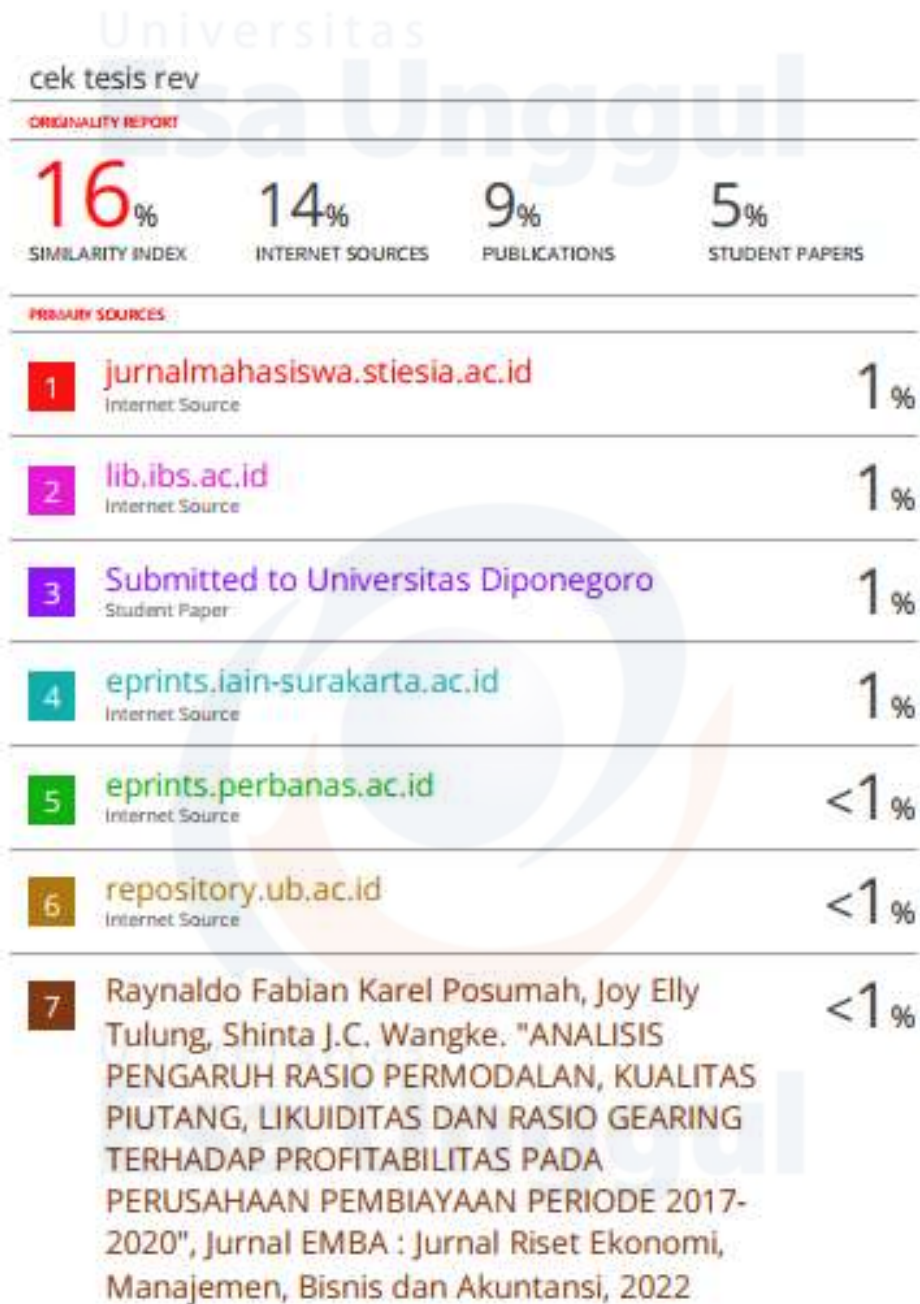 Universitas
Esa Unggul
cek tesis rev
ORIGINALITY REPORT
16% 14% 9% 5%
SIMILARITY INDEX INTERNET SOURCES PUBLICATIONS STUDENT PAPERS
PRIMARY SOURCES
1 jurnalmahasiswa.stiesia.ac.id 1%
Internet Source
2 lib.ibs.ac.id 1%
Internet Source
3 Submitted to Universitas Diponegoro 1%
Student Paper
4 eprints.iain-surakarta.ac.id 1%
Internet Source
5 eprints.perbanas.ac.id <1%
Internet Source
6 repository.ub.ac.id <1%
Internet Source
7 Raynaldo Fabian Karel Posumah, Joy Elly <1%
Tulung, Shinta J.C. Wangke. "ANALISIS
PENGARUH RASIO PERMODALAN, KUALITAS
PIUTANG, LIKUIDITAS DAN RASIO GEARING
TERHADAP PROFITABILITAS PADA
PERUSAHAAN PEMBIAYAAN PERIODE 2017-
2020", Jurnal EMBA : Jurnal Riset Ekonomi,
Manajemen, Bisnis dan Akuntansi, 2022